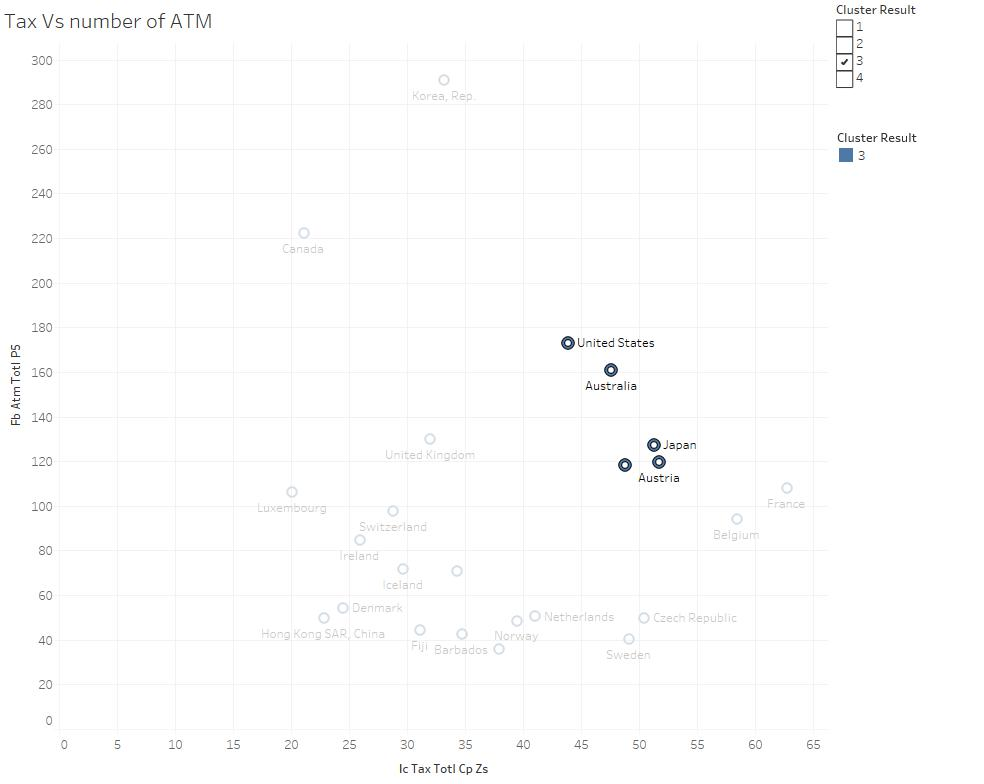 Tax Vs number of ATM
Cluster Result
1
2
3
4
Cluster Result
3
Fb Atm Totl P5
300
280
260
240
220
200
180
160
140
120
100
80
60
40
20
0
Korea, Rep.
Canada
United States
Australia
United Kingdom
Japan
Austria
Luxembourg
France
Switzerland
Belgium
Ireland
Iceland
Denmark
Netherlands
Czech Republic
Hong Kong SAR, China
Norway
Fiji
Barbados
Sweden
0
5
10
15
20
25
30
35
40
45
50
55
60
65
Ic Tax Totl Cp Zs